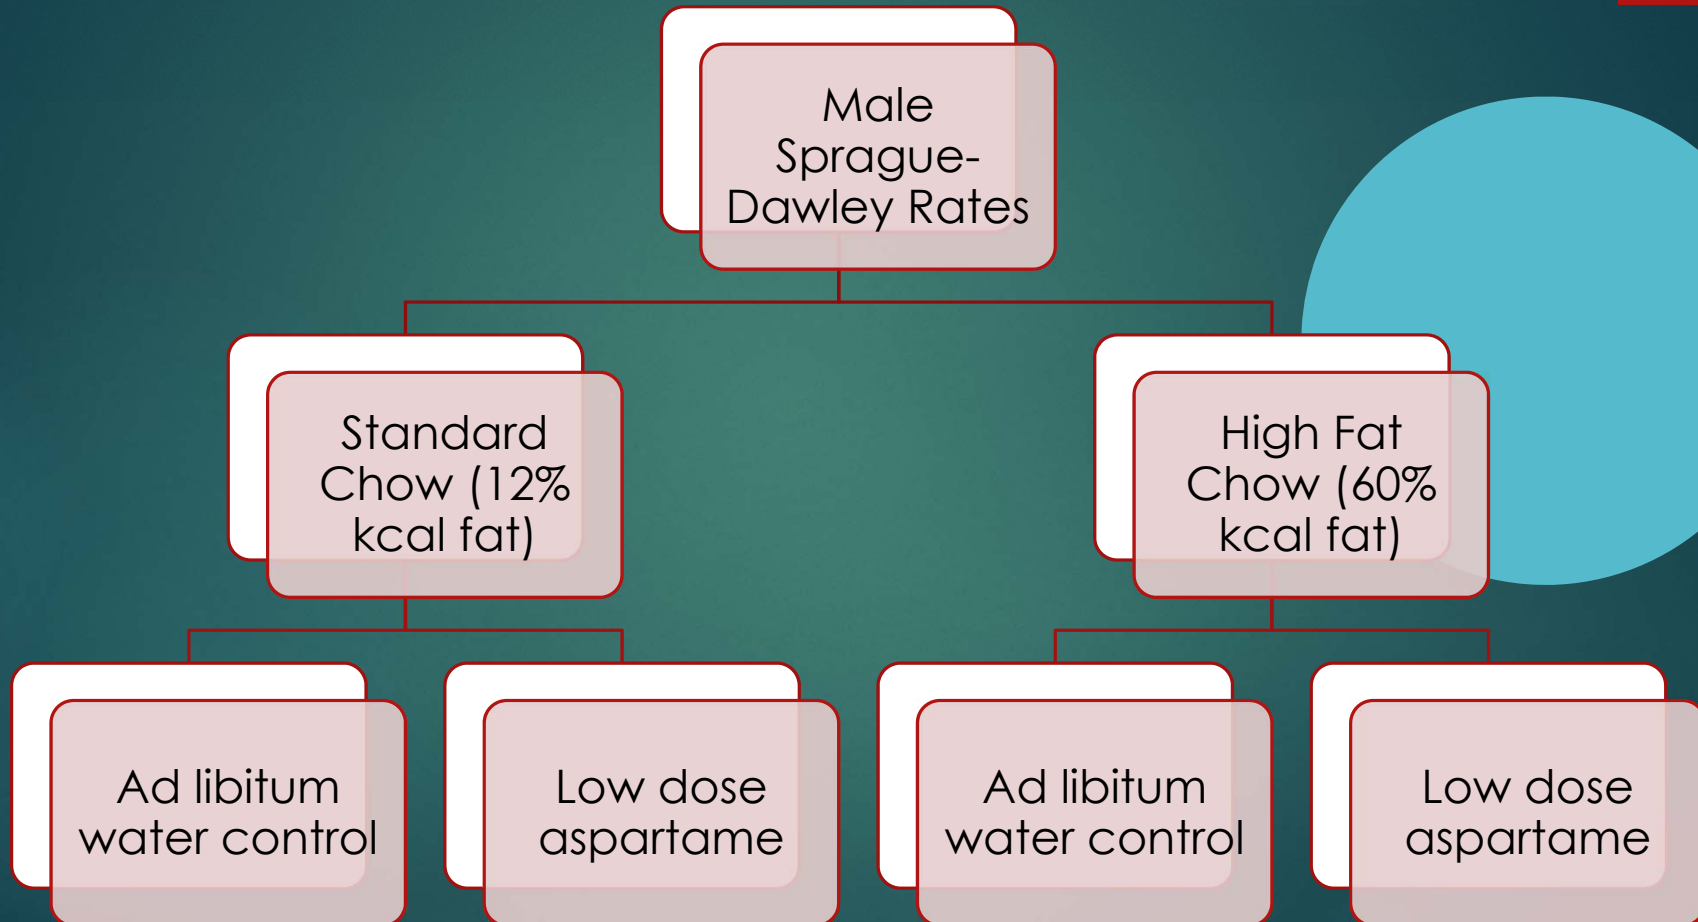 Male
Sprague-
Dawley Rates
Standard
Chow (12%
kcal fat)
High Fat
Chow (60%
kcal fat)
Ad libitum
water control
Low dose
aspartame
Ad libitum
water control
Low dose
aspartame